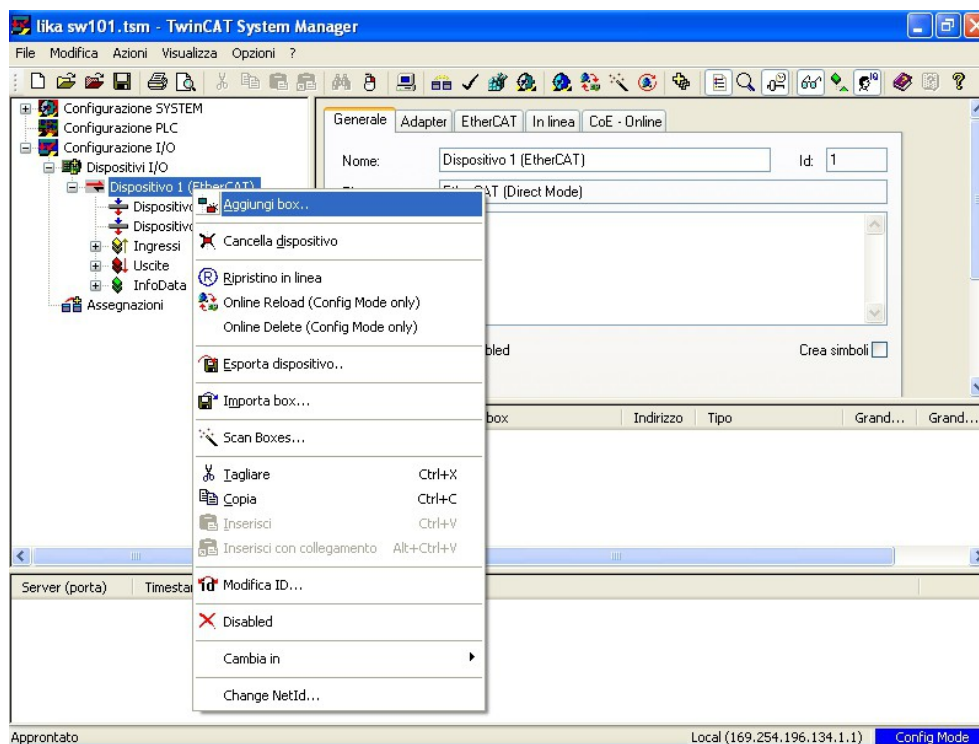 lika sw101.tsm - TwinCAT System Manager
File Modifica Azioni Visualizza Opzioni ?
Configurazione SYSTEM
Configurazione PLC
Configurazione I/O
Dispositivi I/O
Dispositivo 1 (EtherCAT)
Dispositivo
Dispositivo
Ingressi
Uscite
InfoData
Assegnazioni
Generale Adapter EtherCAT In linea CoE - Online
Nome: Dispositivo 1 (EtherCAT) Id: 1
EtherCAT (Direct Mode)
bled Crea simboli
Aggiungi box..
Cancella dispositivo
Ripristino in linea
Online Reload (Config Mode only)
Online Delete (Config Mode only)
Esporta dispositivo..
Importa box...
Scan Boxes...
Tagliare Ctrl+X
Copia Ctrl+C
Inserisci Ctrl+V
Inserisci con collegamento Alt+Ctrl+V
Modifica ID...
Disabled
Cambia in
Change NetId...
box Indirizzo Tipo Grand... Grand...
Server (porta) Timesta
Approntato Local (169.254.196.134.1.1) Config Mode